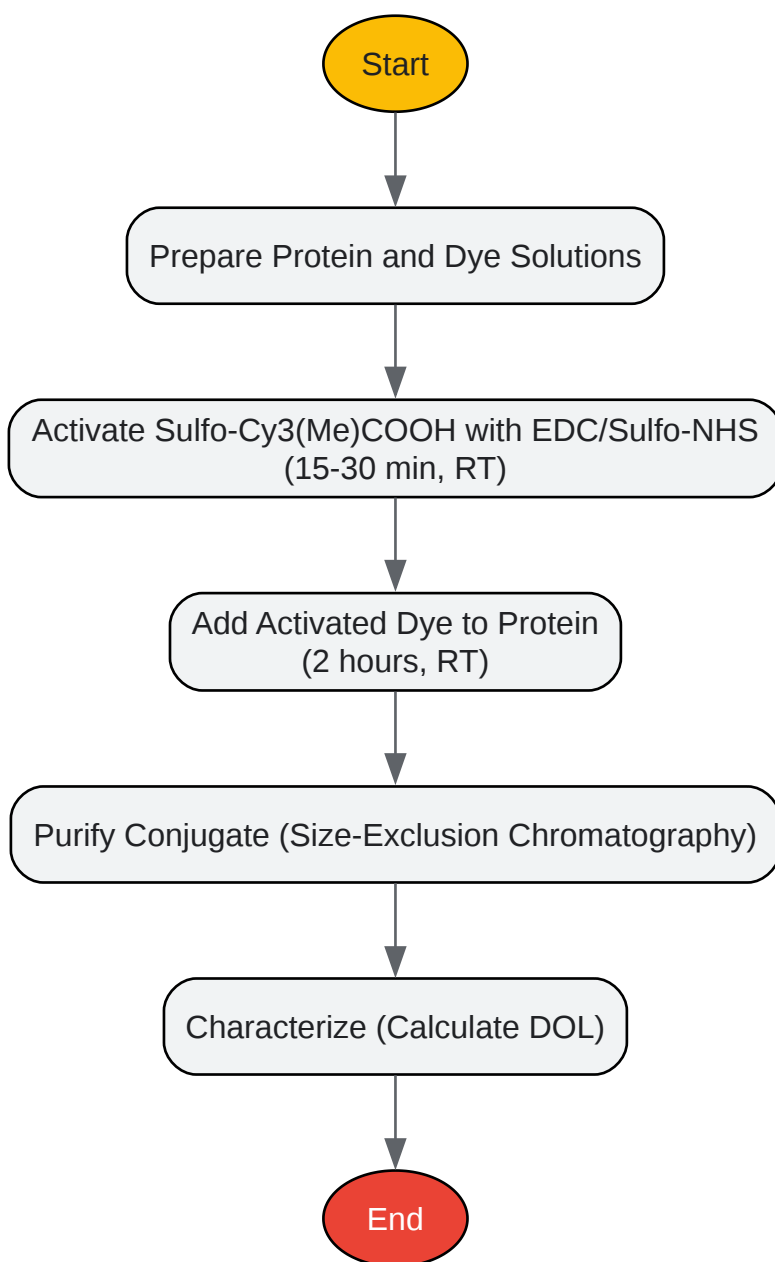 Start
Prepare Protein and Dye Solutions
Activate Sulfo-Cy3(Me)COOH with EDC/Sulfo-NHS
(15-30 min, RT)
Add Activated Dye to Protein
(2 hours, RT)
Purify Conjugate (Size-Exclusion Chromatography)
Characterize (Calculate DOL)
End